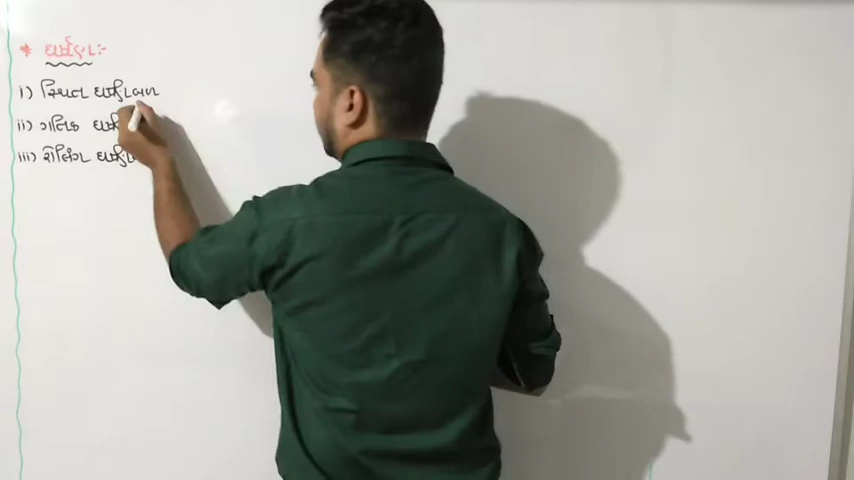 * ઘર્ષણ :-
i) સ્થિત ઘર્ષણબળ
ii) ગતિક
iii) રોલિંગ